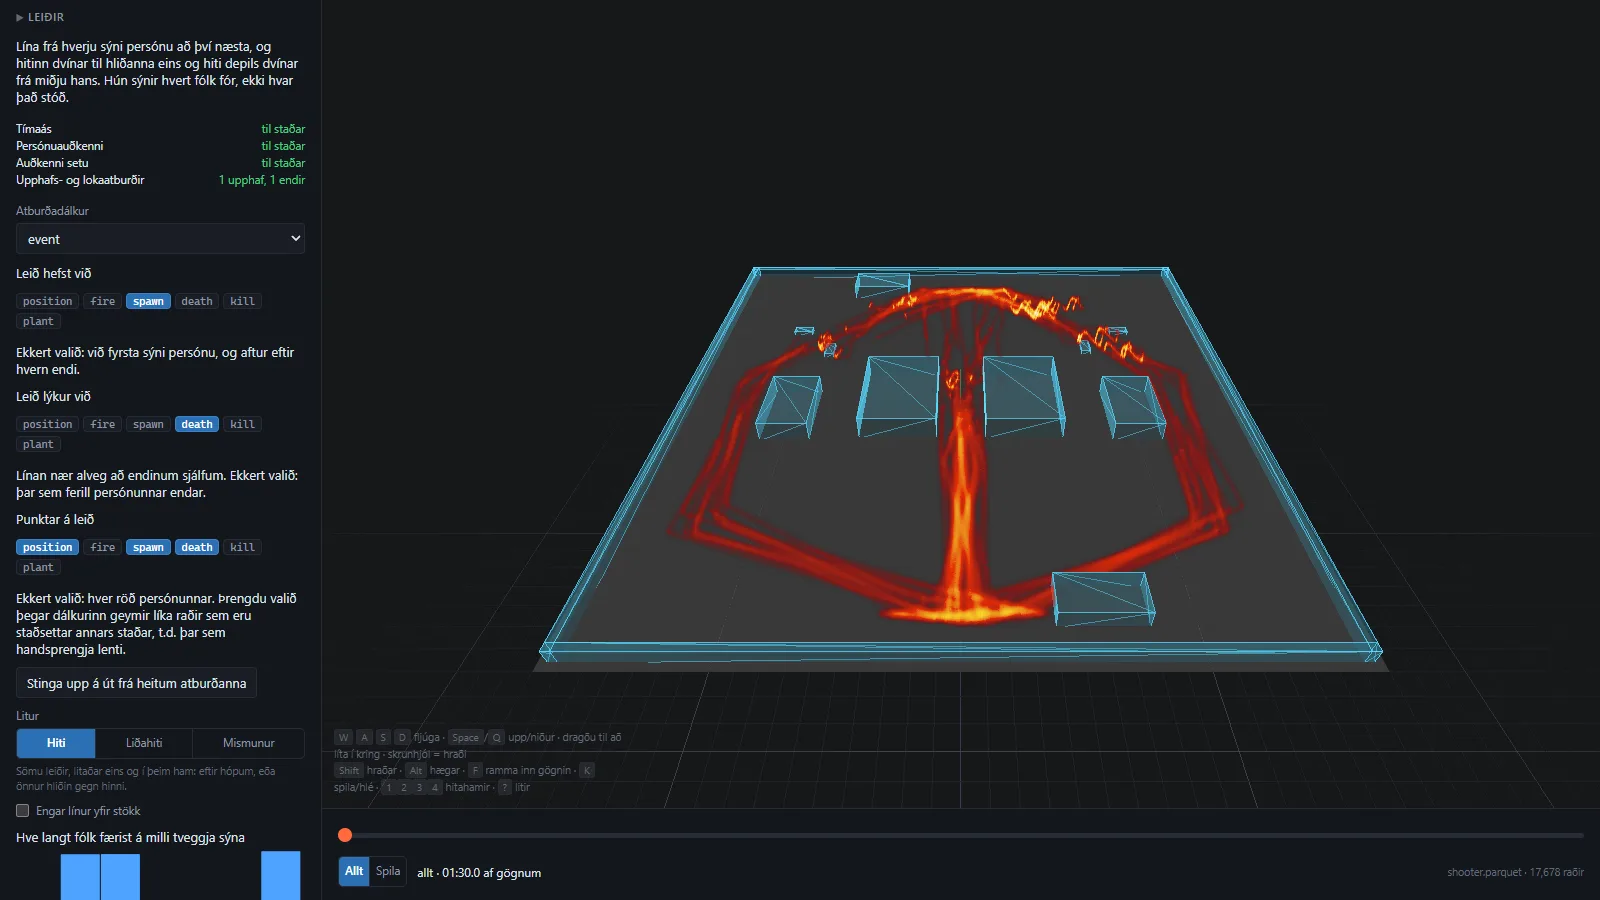 ▶ LEIÐIR
Lína frá hverju sýni persónu að því næsta, og
hitinn dvínar til hliðanna eins og hiti depils dvínar
frá miðju hans. Hún sýnir hvert fólk fór, ekki hvar
það stóð.
Tímaás til staðar
Persónuauðkenni til staðar
Auðkenni setu til staðar
Upphafs- og lokaatburðir 1 upphaf, 1 endir
Atburðadálkur
event
Leið hefst við
position fire spawn death kill
plant
Ekkert valið: við fyrsta sýni persónu, og aftur eftir
hvern endi.
Leið lýkur við
position fire spawn death kill
plant
Línan nær alveg að endinum sjálfum. Ekkert valið:
þar sem ferill persónunnar endar.
Punktar á leið
position fire spawn death kill
plant
Ekkert valið: hver röð persónunnar. Þrengdu valið
þegar dálkurinn geymir líka raðir sem eru
staðsettar annars staðar, t.d. þar sem
handsprengja lenti.
Stinga upp á út frá heitum atburðanna
Litur
Hiti Liðahiti Mismunur
Sömu leiðir, litaðar eins og í þeim ham: eftir hópum, eða
önnur hliðin gegn hinni.
Engar línur yfir stökk
Hve langt fólk færist á milli tveggja sýna
W A S D fljúga · Space / Q upp/niður · dragðu til að
líta í kring · skrunhjól = hraði
Shift hraðar · Alt hægar · F ramma inn gögnin · K
spila/hlé · 1 2 3 4 hitahamir · ? litir
Allt Spila allt · 01:30.0 af gögnum
shooter.parquet · 17,678 raðir